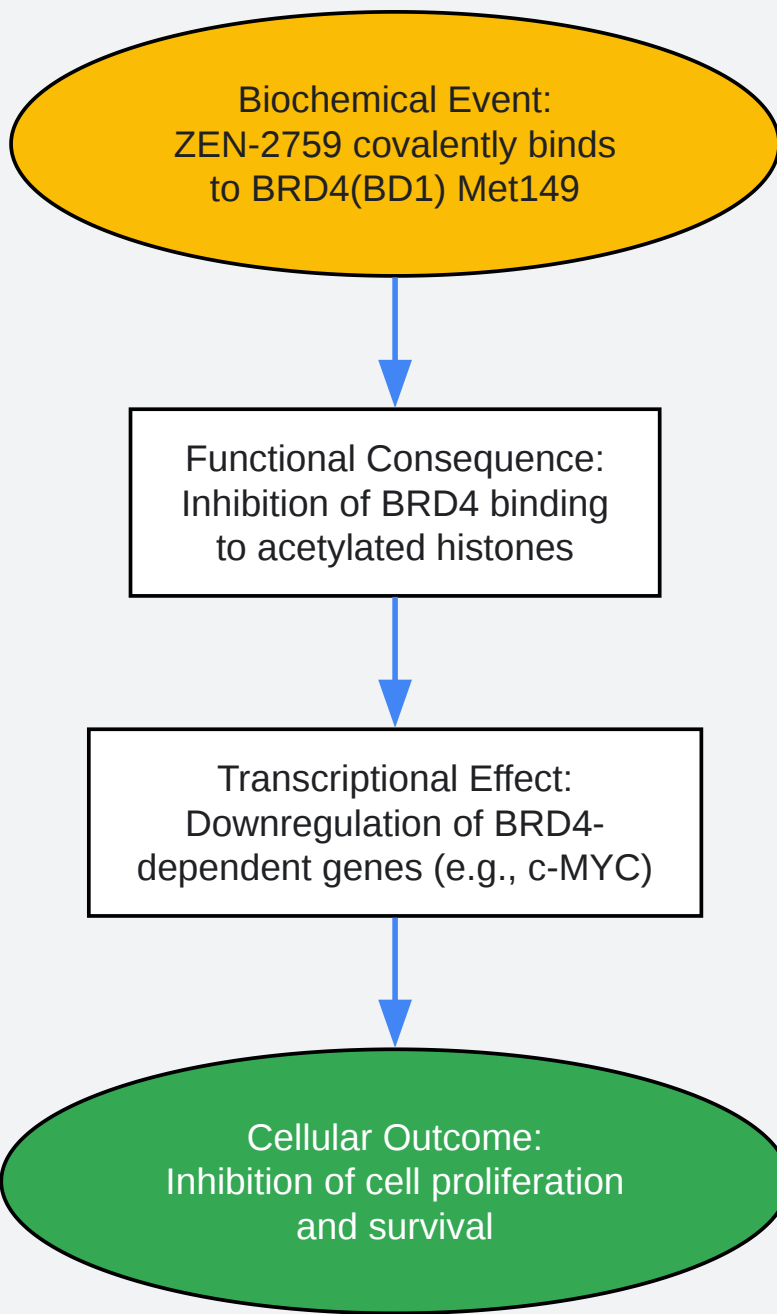 Biochemical Event:
ZEN-2759 covalently binds
to BRD4(BD1) Met149
Functional Consequence:
Inhibition of BRD4 binding
to acetylated histones
Transcriptional Effect:
Downregulation of BRD4-
dependent genes (e.g., c-MYC)
Cellular Outcome:
Inhibition of cell proliferation
and survival